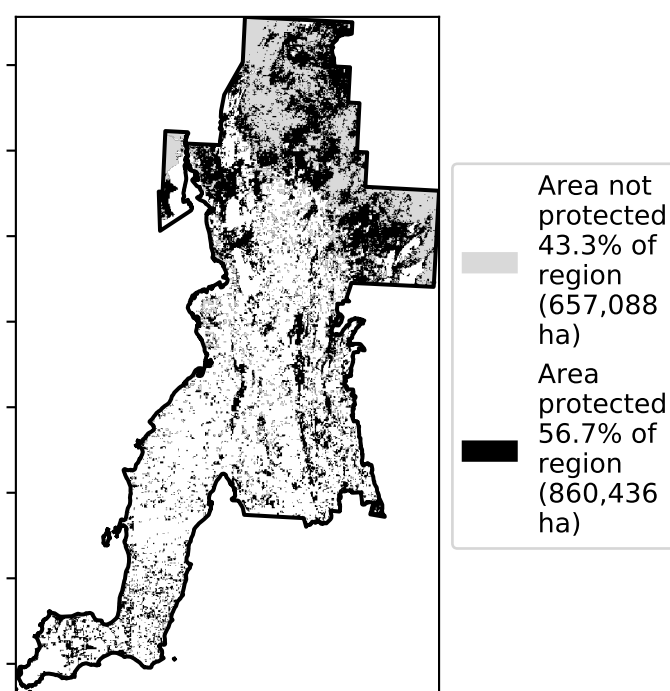 Area not
protected
43.3% of
region
(657,088
ha)
Area
protected
56.7% of
region
(860,436
ha)